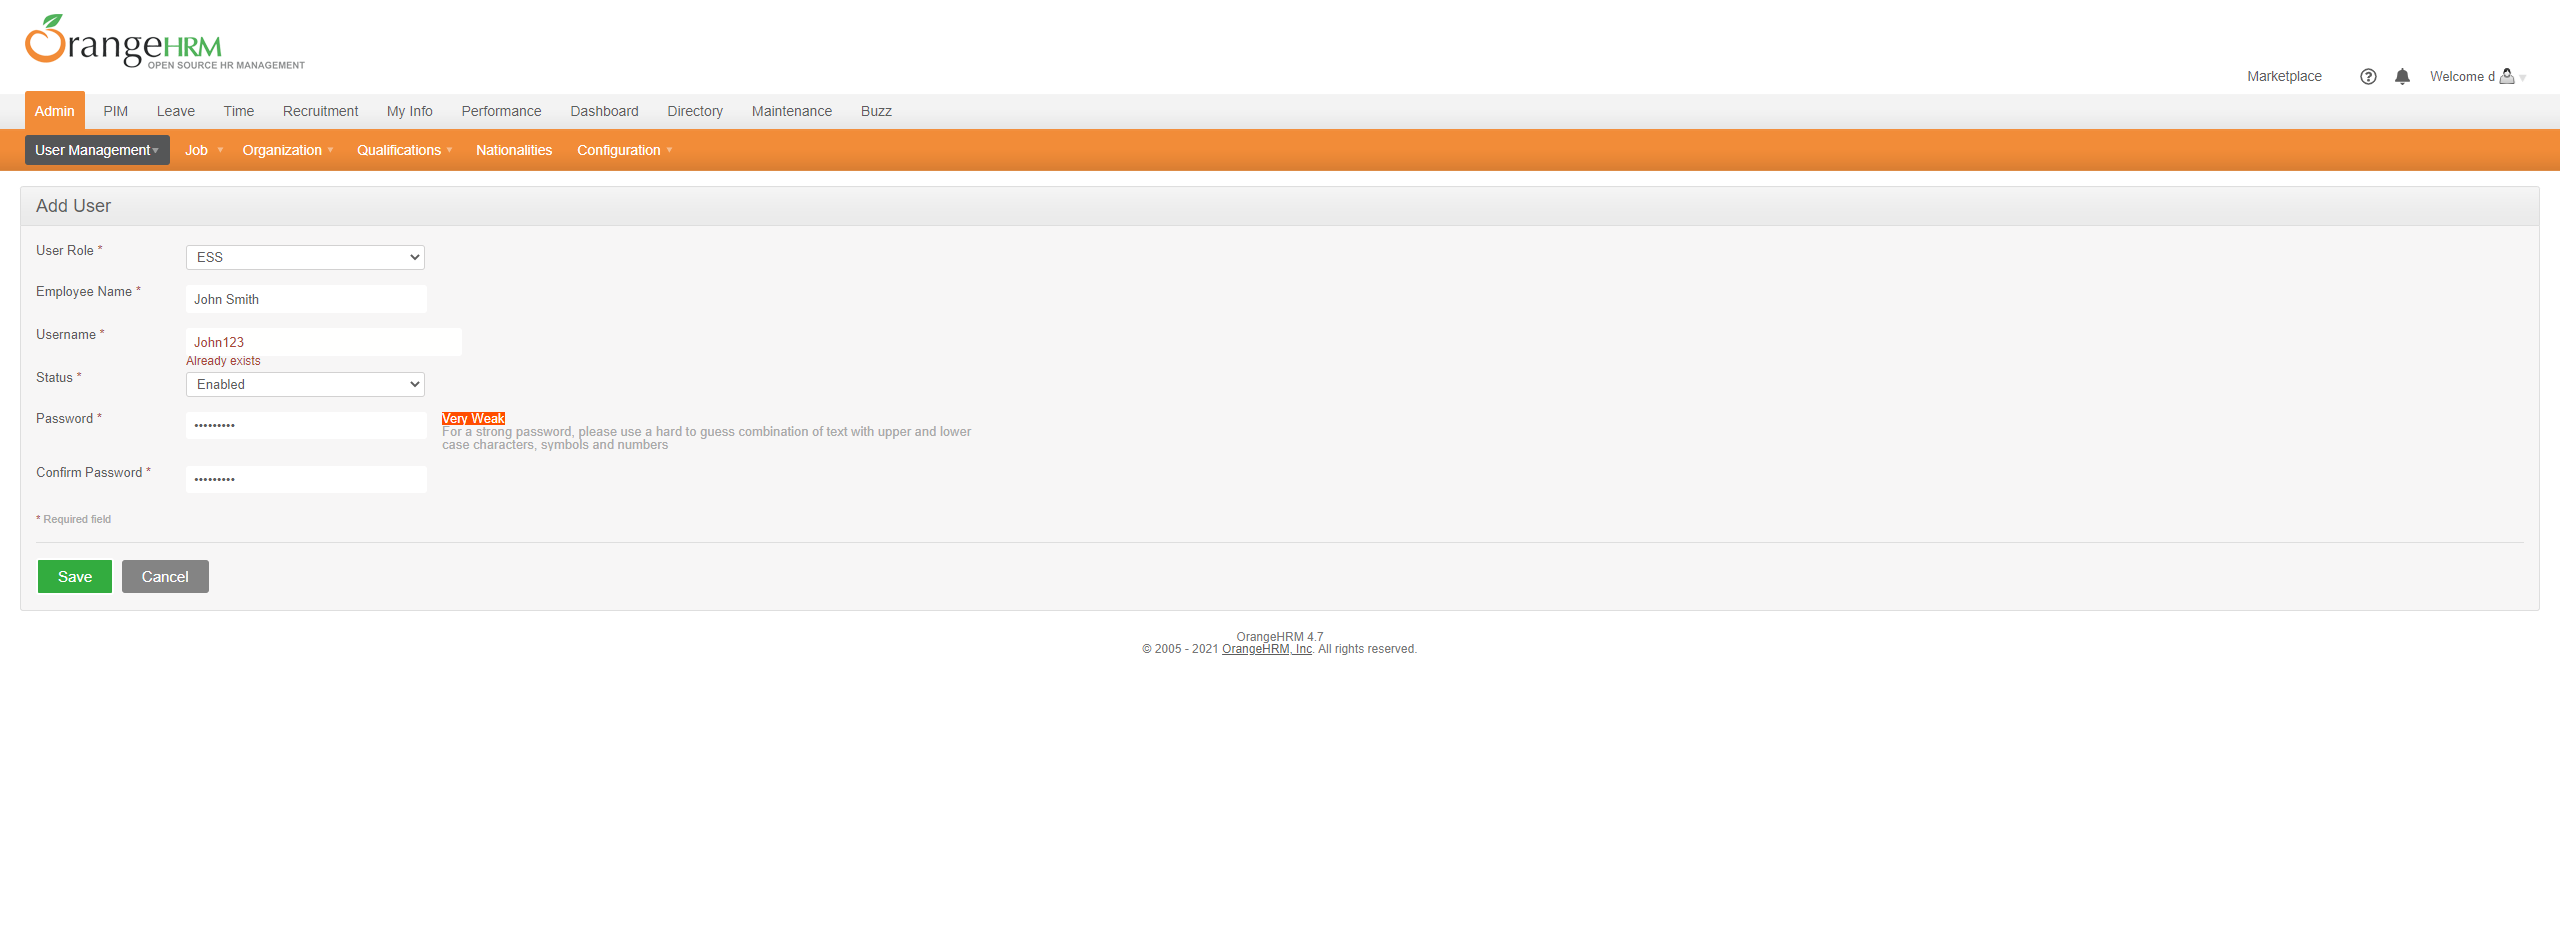 OrangeHRM
OPEN SOURCE HR MANAGEMENT
Marketplace Welcome d
Admin PIM Leave Time Recruitment My Info Performance Dashboard Directory Maintenance Buzz
User Management Job Organization Qualifications Nationalities Configuration
Add User
User Role * ESS
Employee Name * John Smith
Username * John123
Already exists
Status * Enabled
Password * ••••••••• Very Weak
For a strong password, please use a hard to guess combination of text with upper and lower
case characters, symbols and numbers
Confirm Password * •••••••••
* Required field
Save Cancel
OrangeHRM 4.7
© 2005 - 2021 OrangeHRM, Inc. All rights reserved.